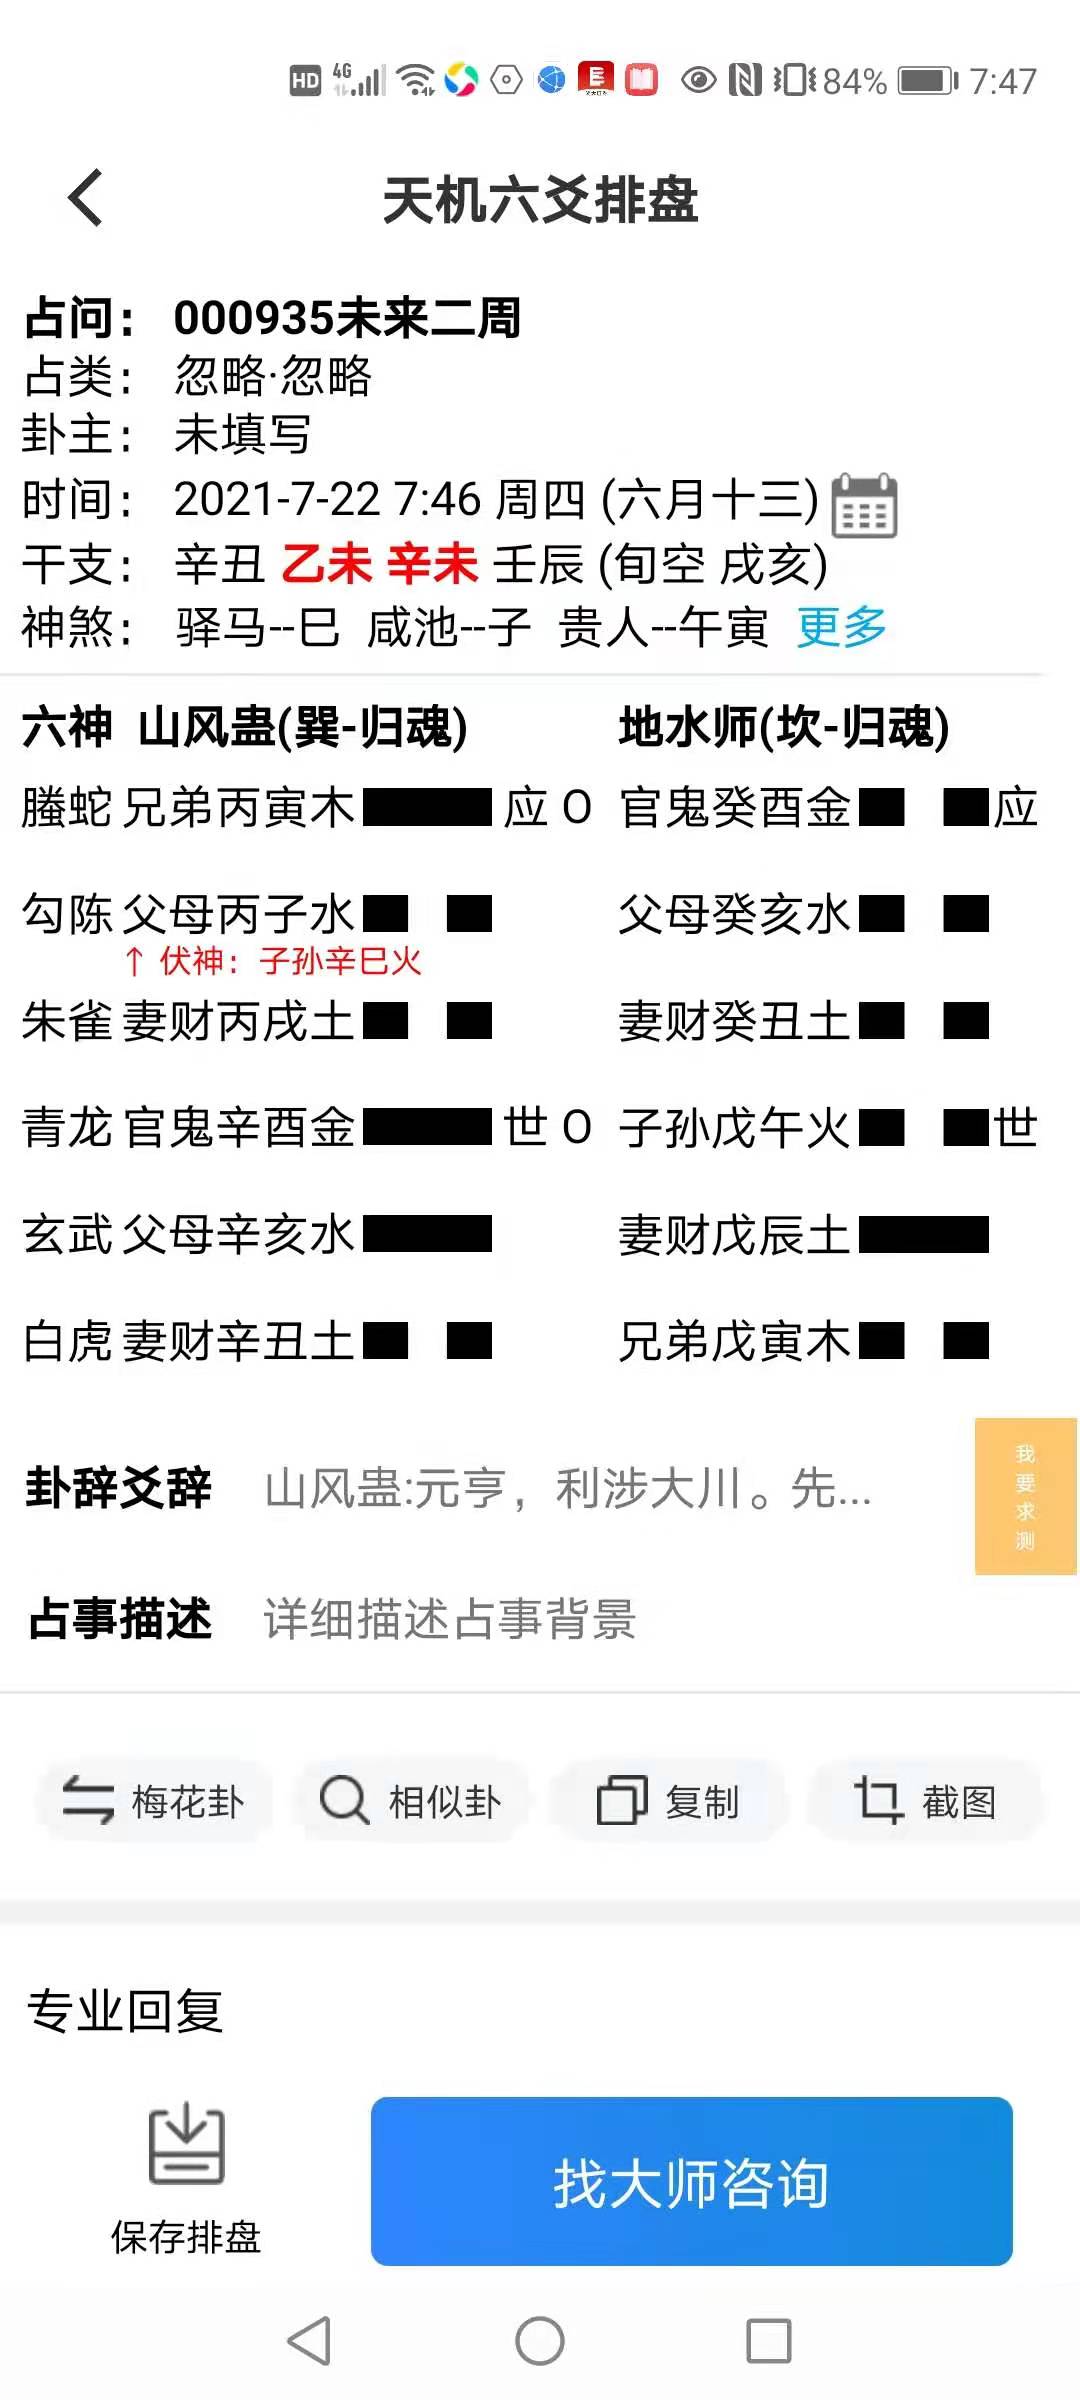 HD 4G 84% 7:47
天机六爻排盘
占问： 000935未来二周
占类： 忽略·忽略
卦主： 未填写
时间： 2021-7-22 7:46 周四 (六月十三)
干支： 辛丑 乙未 辛未 壬辰 (旬空 戌亥)
神煞： 驿马--巳 咸池--子 贵人--午寅 更多
六神 山风蛊(巽-归魂) 地水师(坎-归魂)
螣蛇 兄弟丙寅木 应 O 官鬼癸酉金 应
勾陈 父母丙子水 父母癸亥水
↑ 伏神：子孙辛巳火
朱雀 妻财丙戌土 妻财癸丑土
青龙 官鬼辛酉金 世 O 子孙戊午火 世
玄武 父母辛亥水 妻财戊辰土
白虎 妻财辛丑土 兄弟戊寅木
卦辞爻辞 山风蛊:元亨，利涉大川。先...
我要求测
占事描述 详细描述占事背景
梅花卦 相似卦 复制 截图
专业回复
保存排盘
找大师咨询